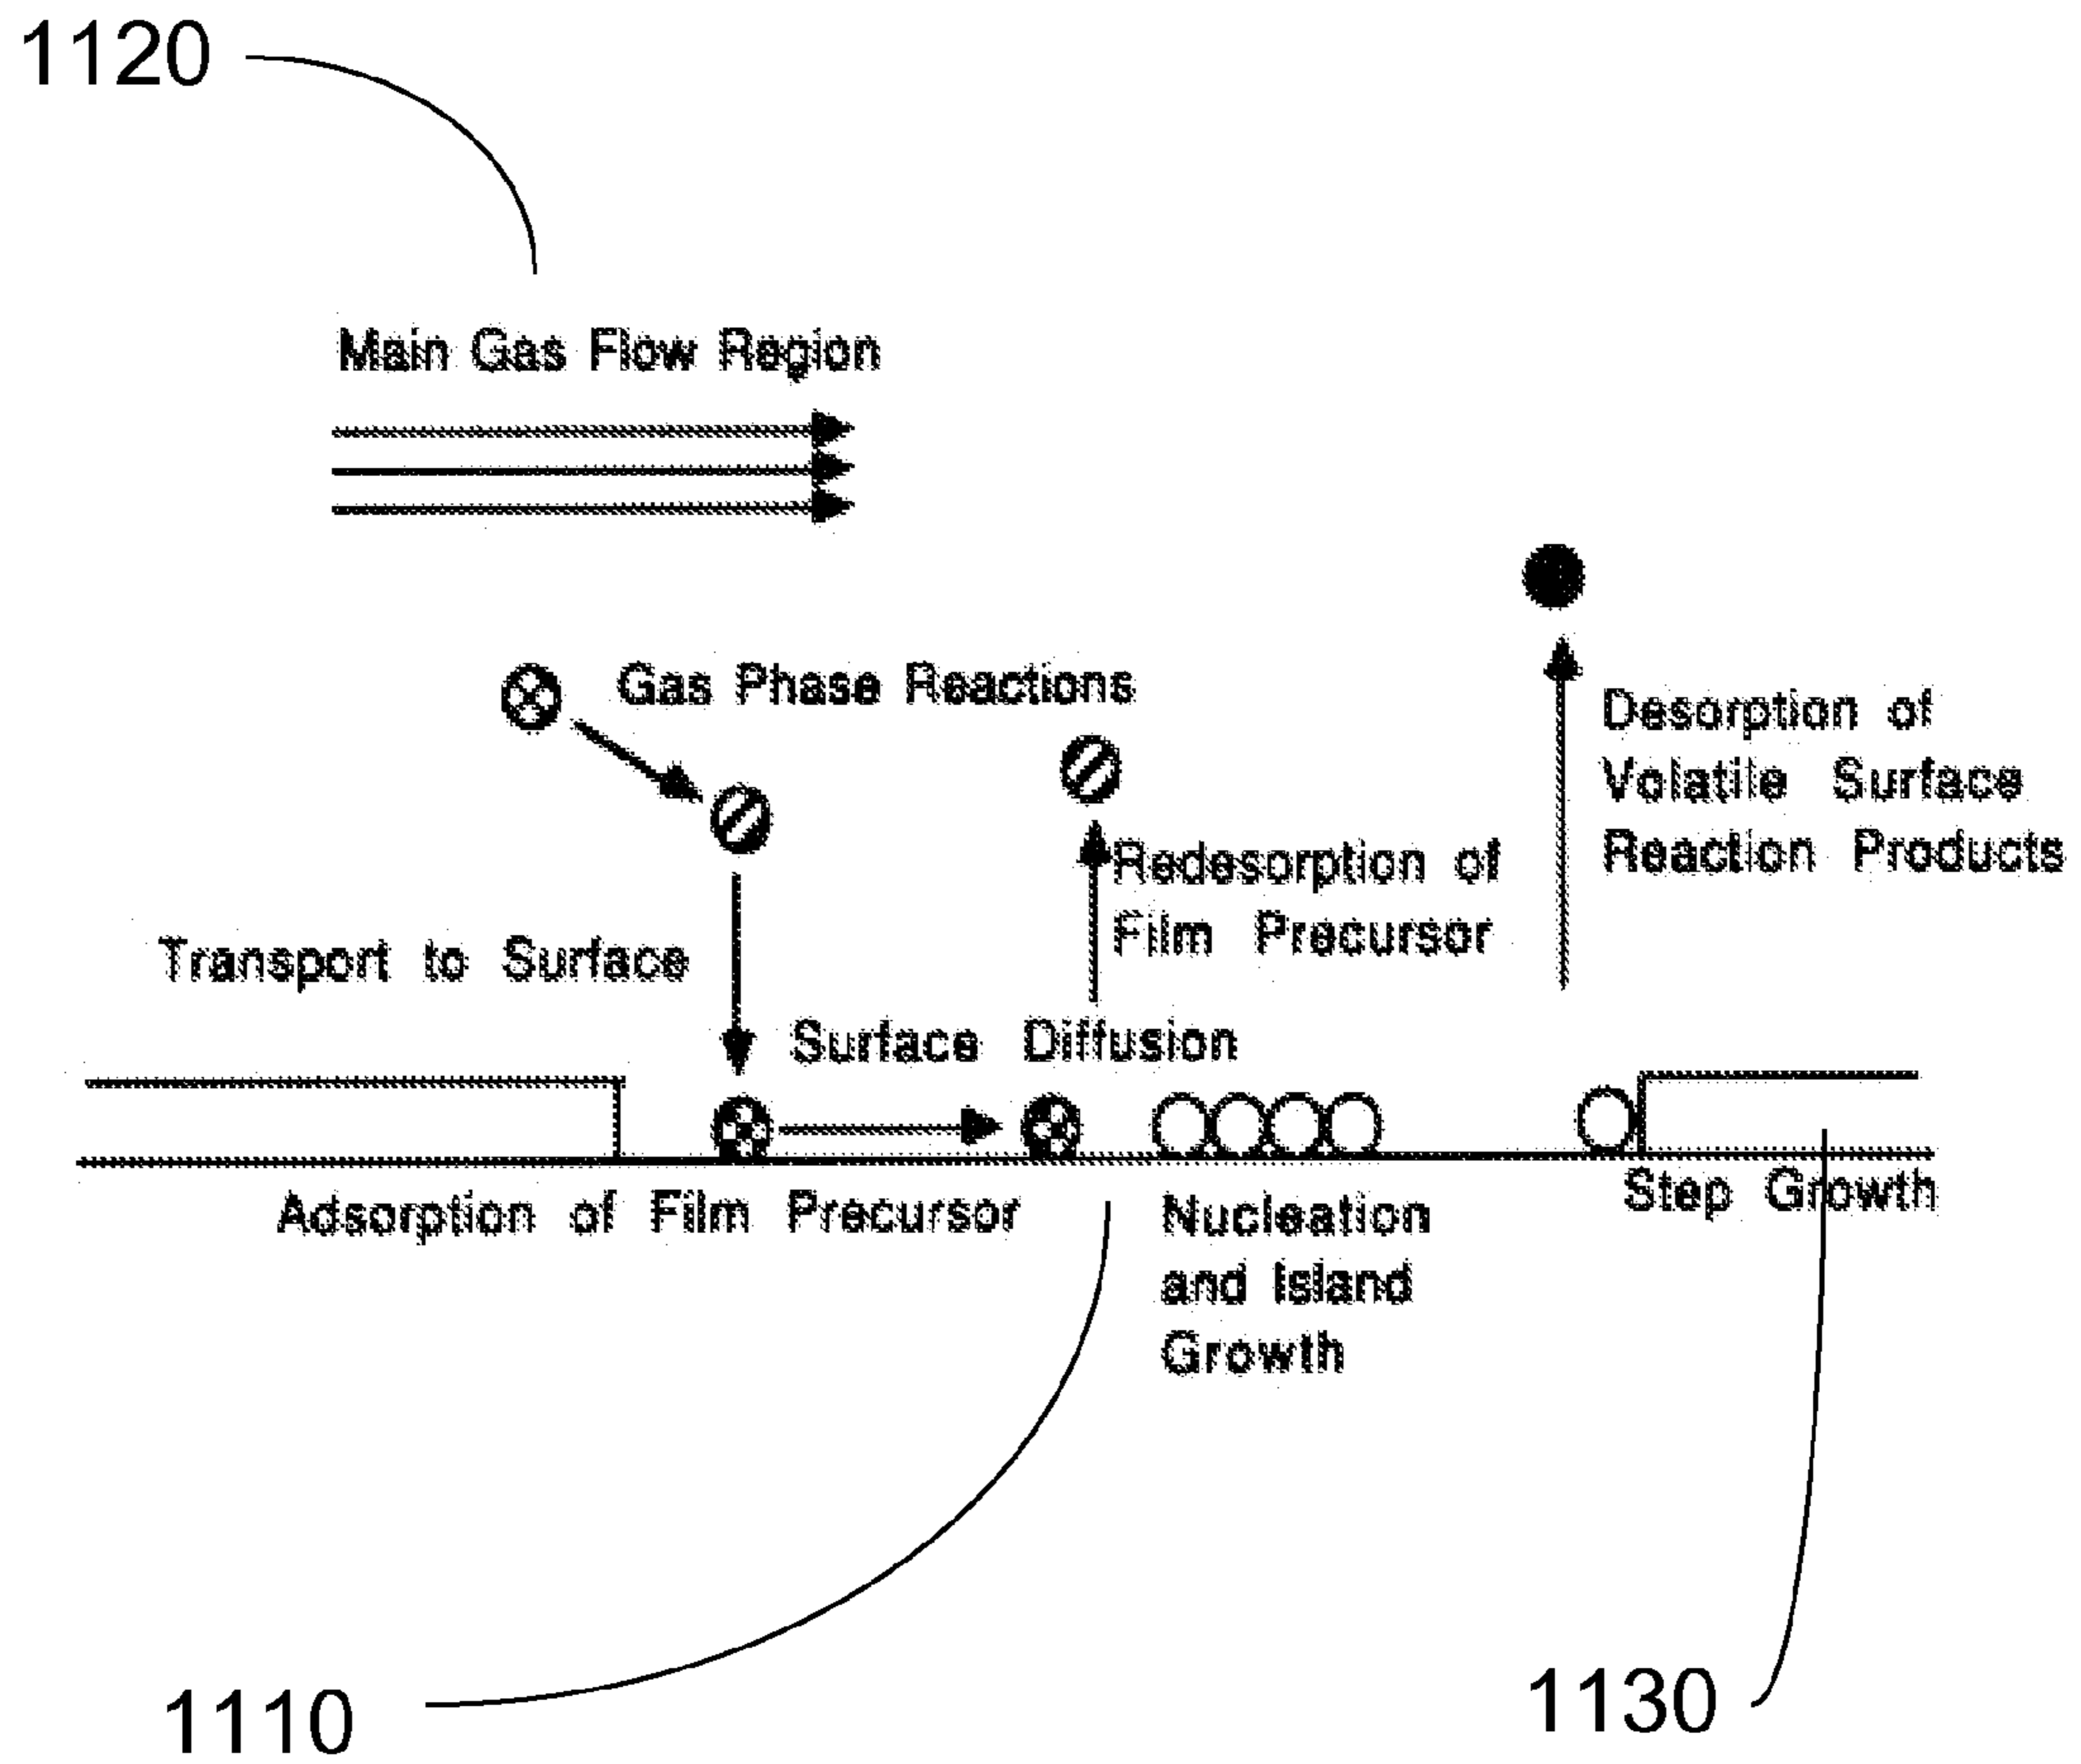 1120
Main Gas Flow Region
Gas Phase Reactions
Desorption of
Volatile Surface
Reaction Products
Redesorption of
Film Precursor
Transport to Surface
Surface Diffusion
Adsorption of Film Precursor
Nucleation
and Island
Growth
Step Growth
1110
1130